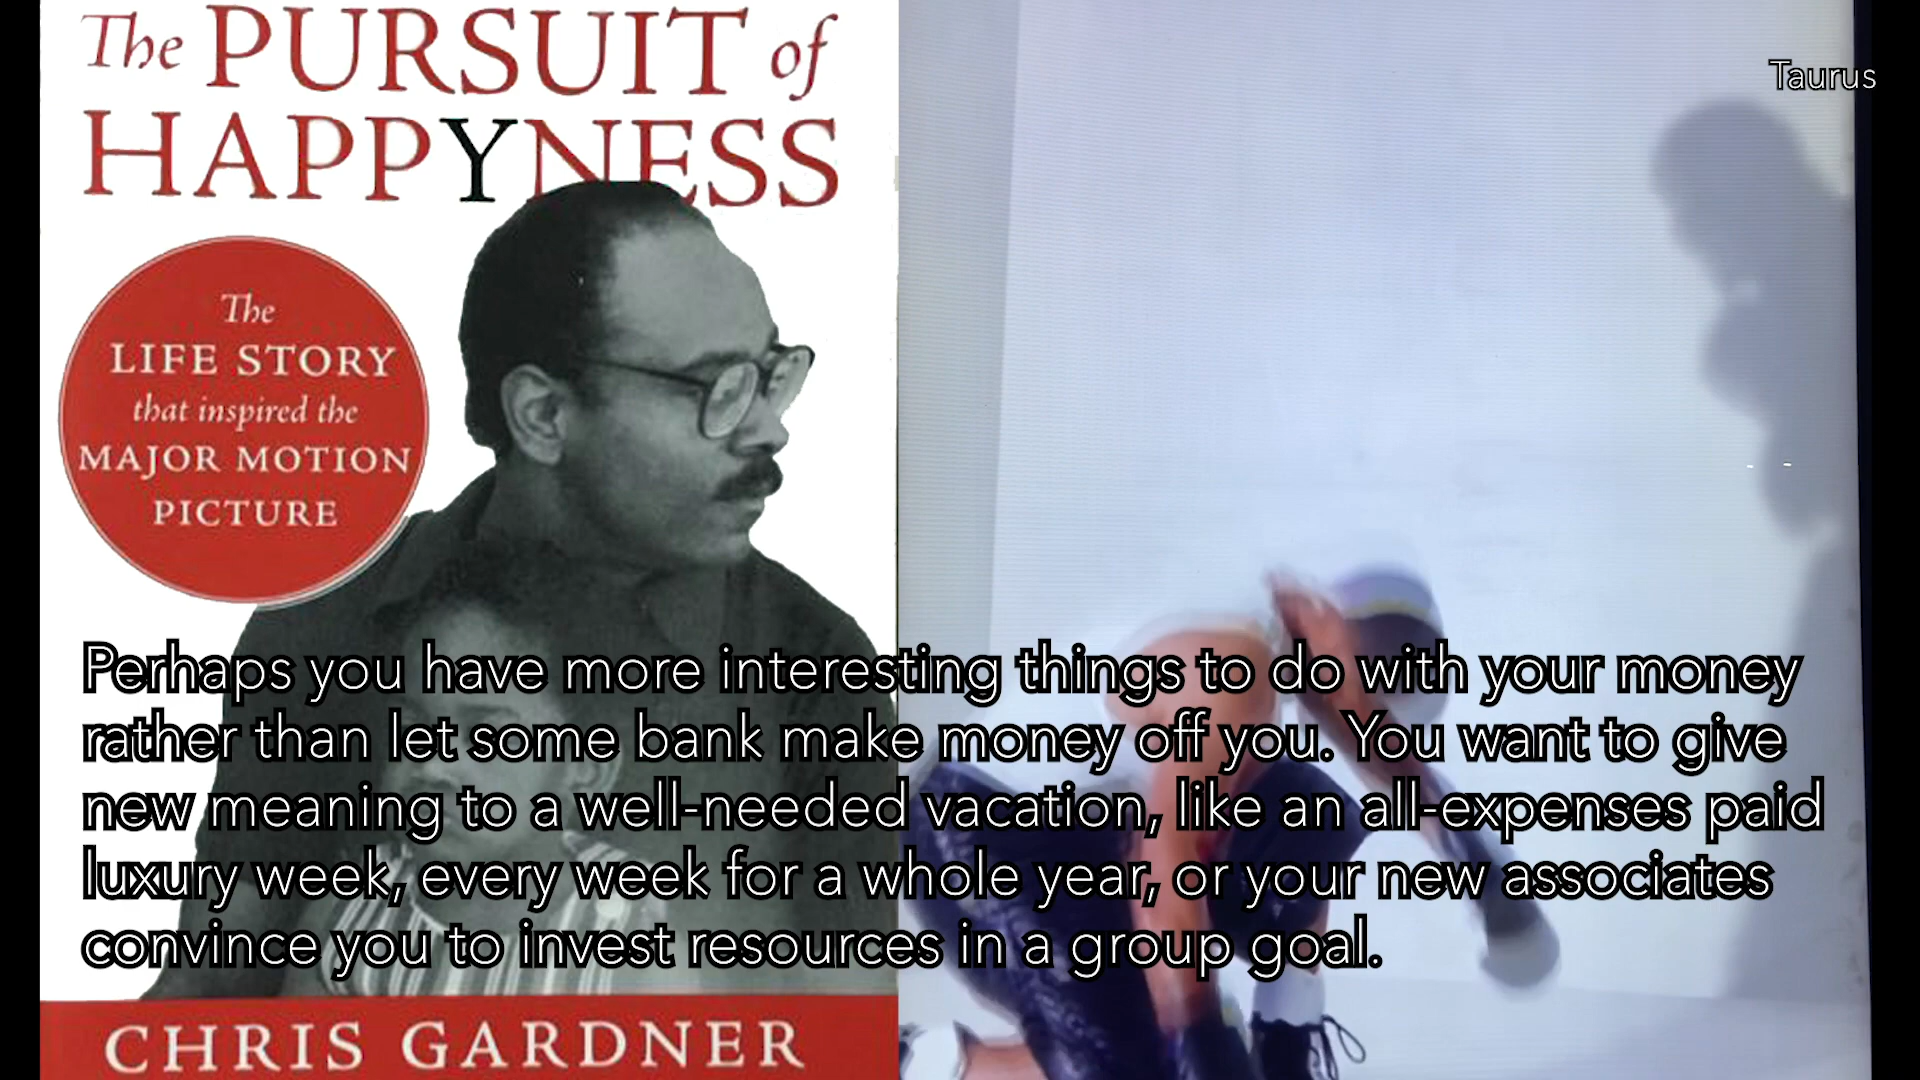 The PURSUIT of
HAPPYNESS
Taurus
The
LIFE STORY
that inspired the
MAJOR MOTION
PICTURE
Perhaps you have more interesting things to do with your money
rather than let some bank make money off you. You want to give
new meaning to a well-needed vacation, like an all-expenses paid
luxury week, every week for a whole year, or your new associates
convince you to invest resources in a group goal.
CHRIS GARDNER